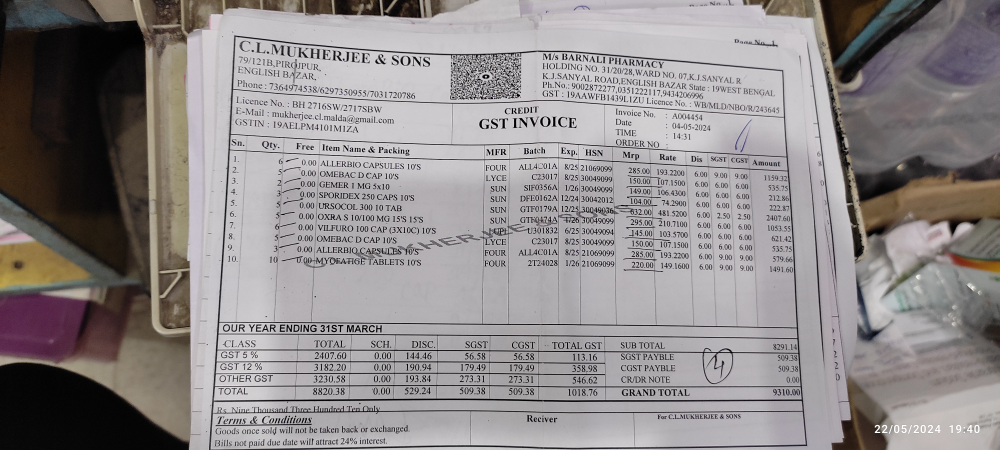 Page No. 1
C.L.MUKHERJEE & SONS
79/121B,PIROJPUR,
ENGLISH BAZAR,
Phone : 7364974538/6297350955/7031720786
M/s BARNALI PHARMACY
HOLDING NO. 31/20/28,WARD NO. 07,K.J.SANYAL R
K.J.SANYAL ROAD,ENGLISH BAZAR State : 19WEST BENGAL
Ph.No.: 9002872277,0351222117,9434206996
GST : 19AAWFB1439L1ZU Licence No. : WB/MLD/NBO/R/243645
Licence No. : BH 2716SW/2717SBW
E-Mail : mukherjee.cl.malda@gmail.com
GSTIN : 19AELPM4101M1ZA
CREDIT
GST INVOICE
Invoice No. : A004454
Date : 04-05-2024
TIME : 14:31
ORDER NO :
Sn. Qty. Free Item Name & Packing MFR Batch Exp. HSN Mrp Rate Dis SGST CGST Amount
1. 6 0.00 ALLERBIO CAPSULES 10'S FOUR ALL4C01A 8/25 21069099 285.00 193.2200 6.00 9.00 9.00 1159.32
2. 5 0.00 OMEBAC D CAP 10'S LYCE C23017 8/25 30049099 150.00 107.1500 6.00 6.00 6.00 535.75
3. 2 0.00 GEMER 1 MG 5x10 SUN SIF0356A 1/26 30049099 149.00 106.4300 6.00 6.00 6.00 212.86
4. 3 0.00 SPORIDEX 250 CAPS 10'S SUN DFE0162A 12/24 30042012 104.00 74.2900 6.00 6.00 6.00 222.87
5. 5 0.00 URSOCOL 300 10 TAB SUN GTF0179A 12/25 632.00 481.5200 6.00 2.50 2.50 2407.60
6. 5 0.00 OXRA S 10/100 MG 15'S 15'S SUN 1/26 30049099 295.00 210.7100 6.00 6.00 6.00 1053.55
7. 6 0.00 VILFURO 100 CAP (3X10C) 10'S U301832 6/25 30049094 145.00 103.5700 6.00 6.00 6.00 621.42
8. 5 0.00 OMEBAC D CAP 10'S LYCE C23017 8/25 30049099 150.00 107.1500 6.00 6.00 6.00 535.75
9. 3 0.00 ALLERBIO CAPSULES 10'S FOUR ALL4C01A 8/25 21069099 285.00 193.2200 6.00 9.00 9.00 579.66
10. 10 0.00 MYOFATIGE TABLETS 10'S FOUR 2T24028 1/26 21069099 220.00 149.1600 6.00 9.00 9.00 1491.60
OUR YEAR ENDING 31ST MARCH
CLASS TOTAL SCH. DISC. SGST CGST TOTAL GST
GST 5 % 2407.60 0.00 144.46 56.58 56.58 113.16
GST 12 % 3182.20 0.00 190.94 179.49 179.49 358.98
OTHER GST 3230.58 0.00 193.84 273.31 273.31 546.62
TOTAL 8820.38 0.00 529.24 509.38 509.38 1018.76
SUB TOTAL 8291.14
SGST PAYBLE 509.38
CGST PAYBLE 509.38
CR/DR NOTE 0.00
GRAND TOTAL 9310.00
Rs. Nine Thousand Three Hundred Ten Only
Terms & Conditions
Goods once sold will not be taken back or exchanged.
Bills not paid due date will attract 24% interest.
Reciver
For C.L.MUKHERJEE & SONS
22/05/2024 19:40